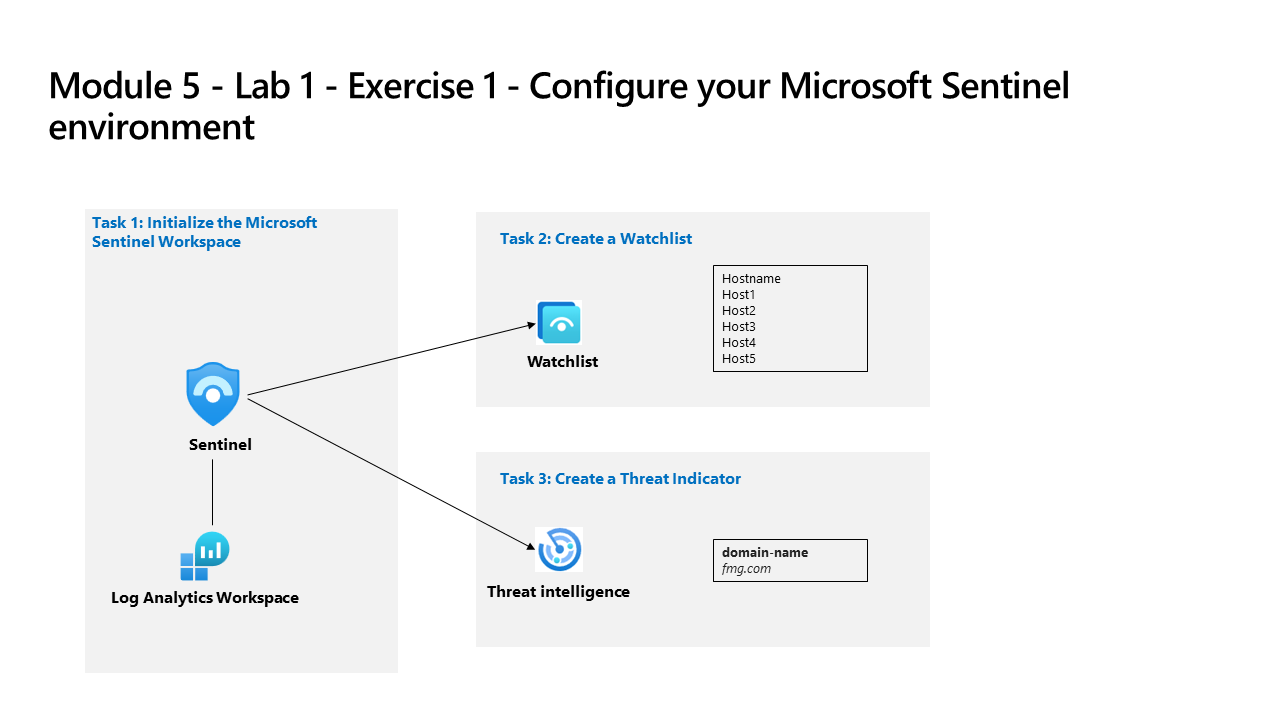 Module 5 - Lab 1 - Exercise 1 - Configure your Microsoft Sentinel
environment
Task 1: Initialize the Microsoft
Sentinel Workspace
Sentinel
Log Analytics Workspace
Task 2: Create a Watchlist
Watchlist
Hostname
Host1
Host2
Host3
Host4
Host5
Task 3: Create a Threat Indicator
Threat intelligence
domain-name
fmg.com